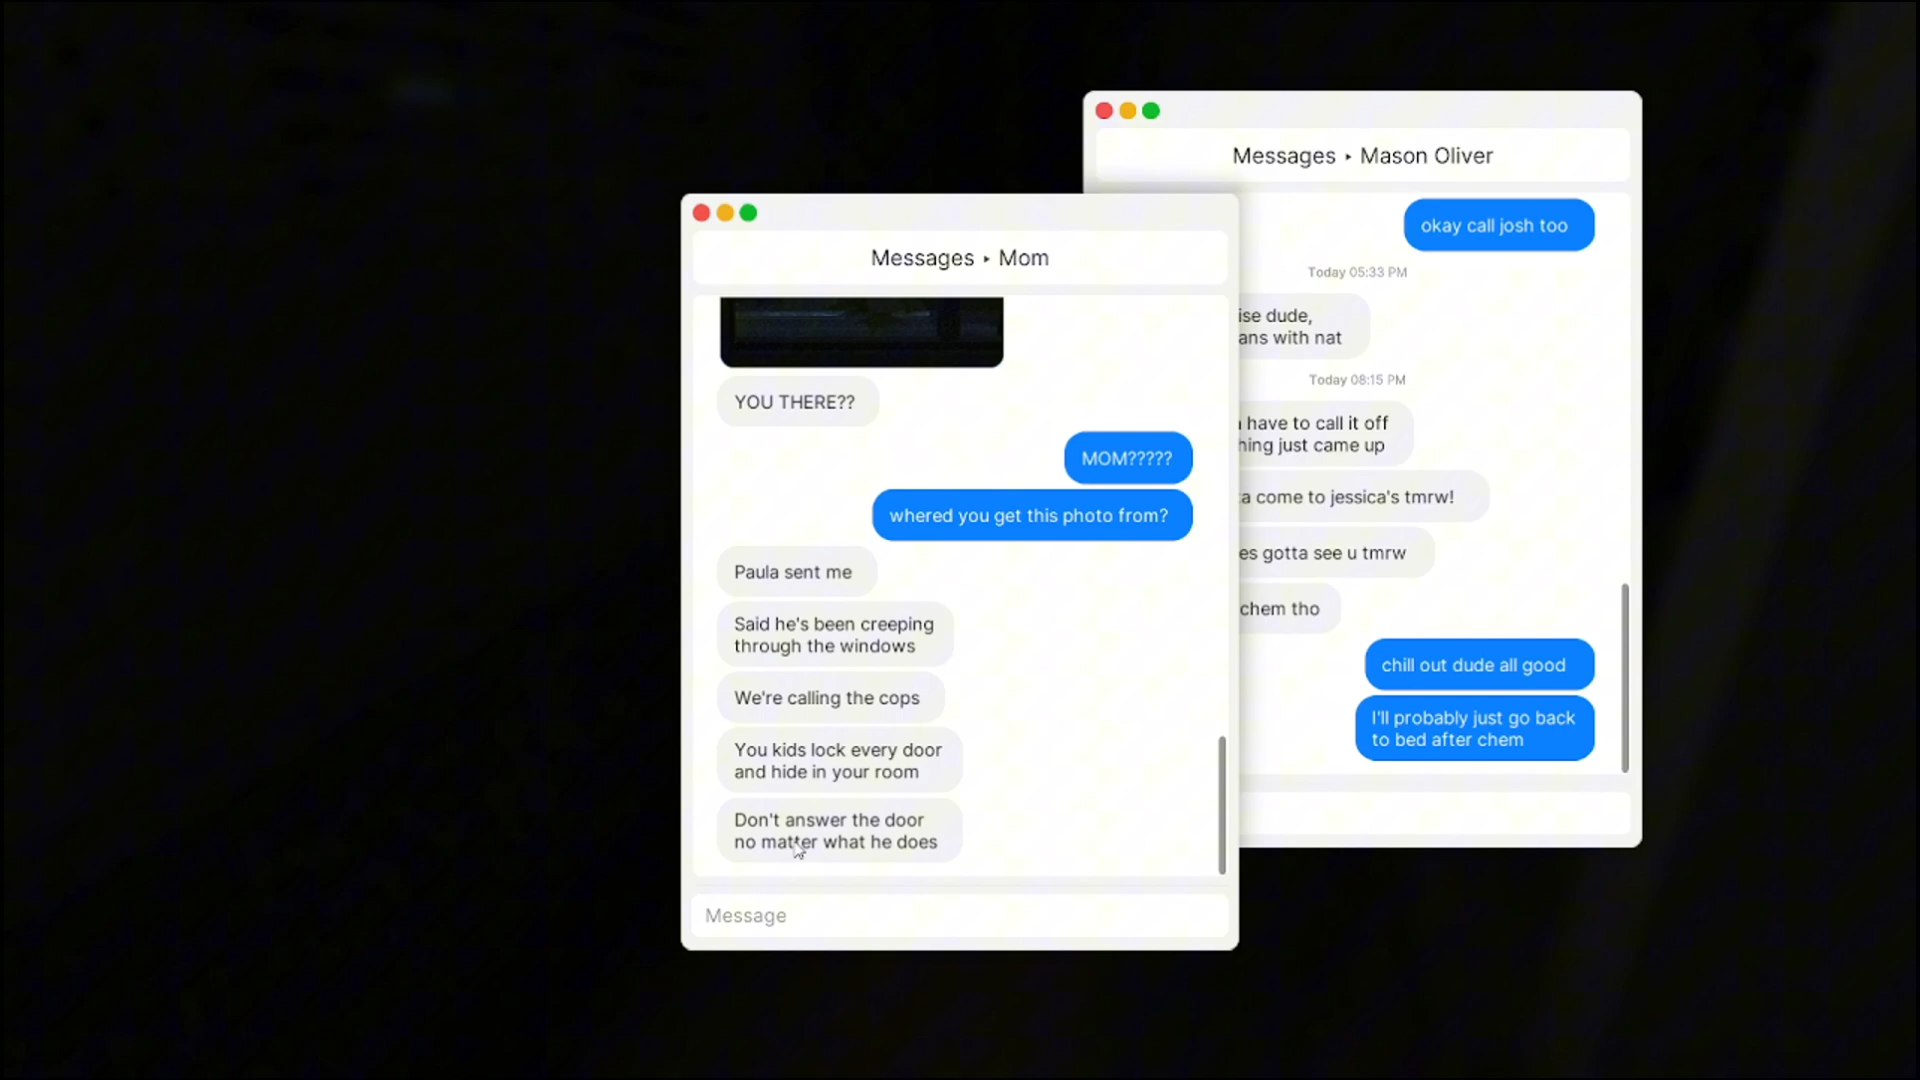 Messages ‣ Mason Oliver
okay call josh too
Today 05:33 PM
dude,
with nat
Today 08:15 PM
have to call it off
just came up
come to jessica's tmrw!
gotta see u tmrw
chem tho
chill out dude all good
I'll probably just go back
to bed after chem
Messages ‣ Mom
YOU THERE??
MOM?????
whered you get this photo from?
Paula sent me
Said he's been creeping
through the windows
We're calling the cops
You kids lock every door
and hide in your room
Don't answer the door
no matter what he does
Message